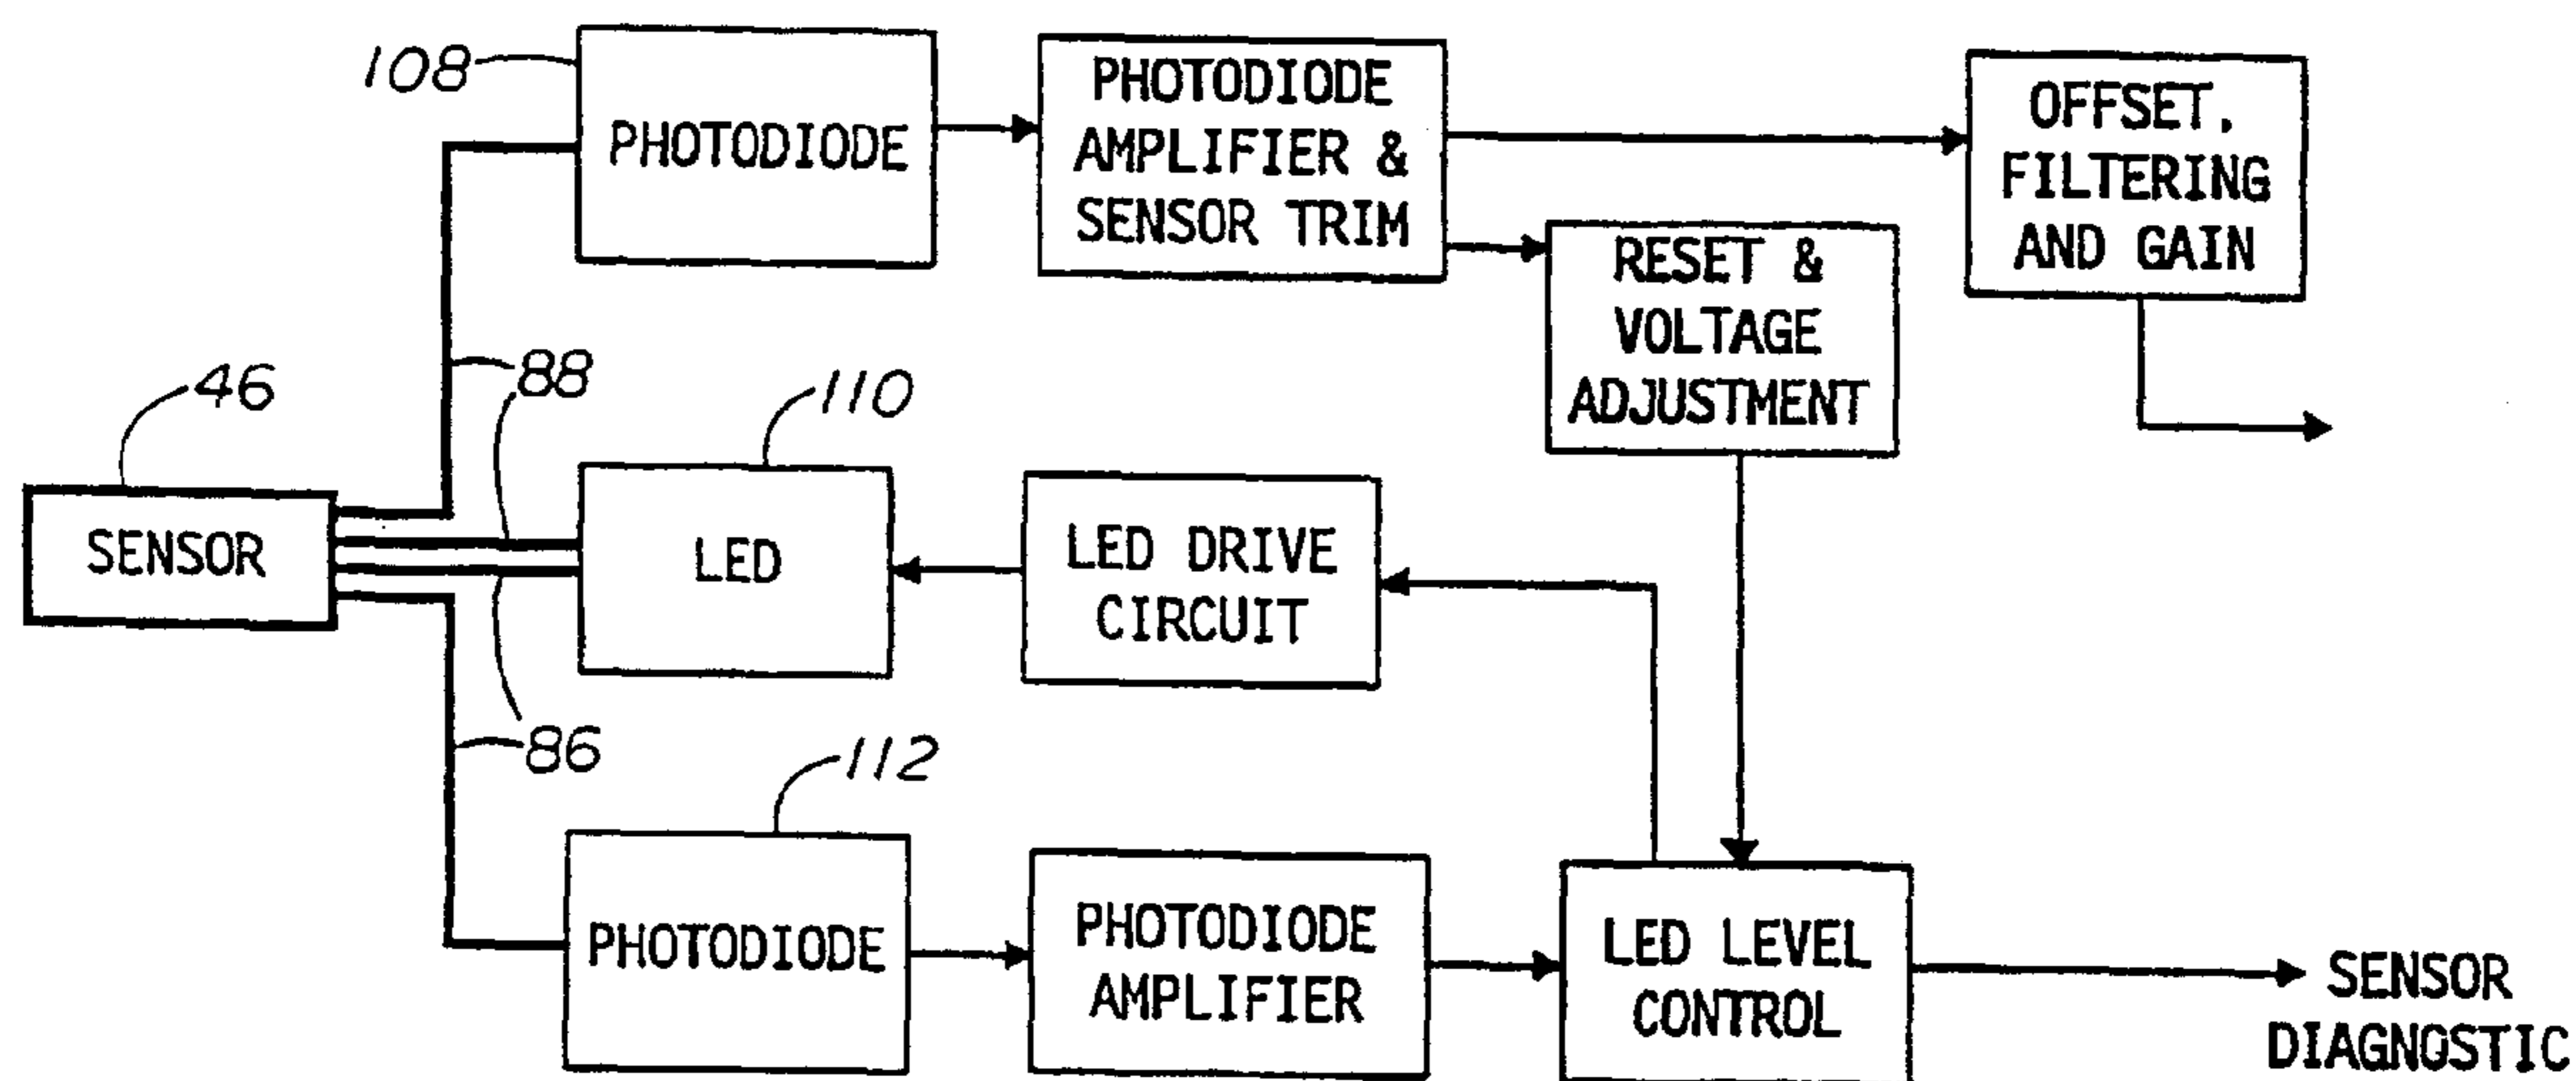 108
PHOTODIODE
PHOTODIODE
AMPLIFIER &
SENSOR TRIM
OFFSET,
FILTERING
AND GAIN
RESET &
VOLTAGE
ADJUSTMENT
88
46
110
SENSOR
LED
LED DRIVE
CIRCUIT
86
112
PHOTODIODE
PHOTODIODE
AMPLIFIER
LED LEVEL
CONTROL
SENSOR
DIAGNOSTIC